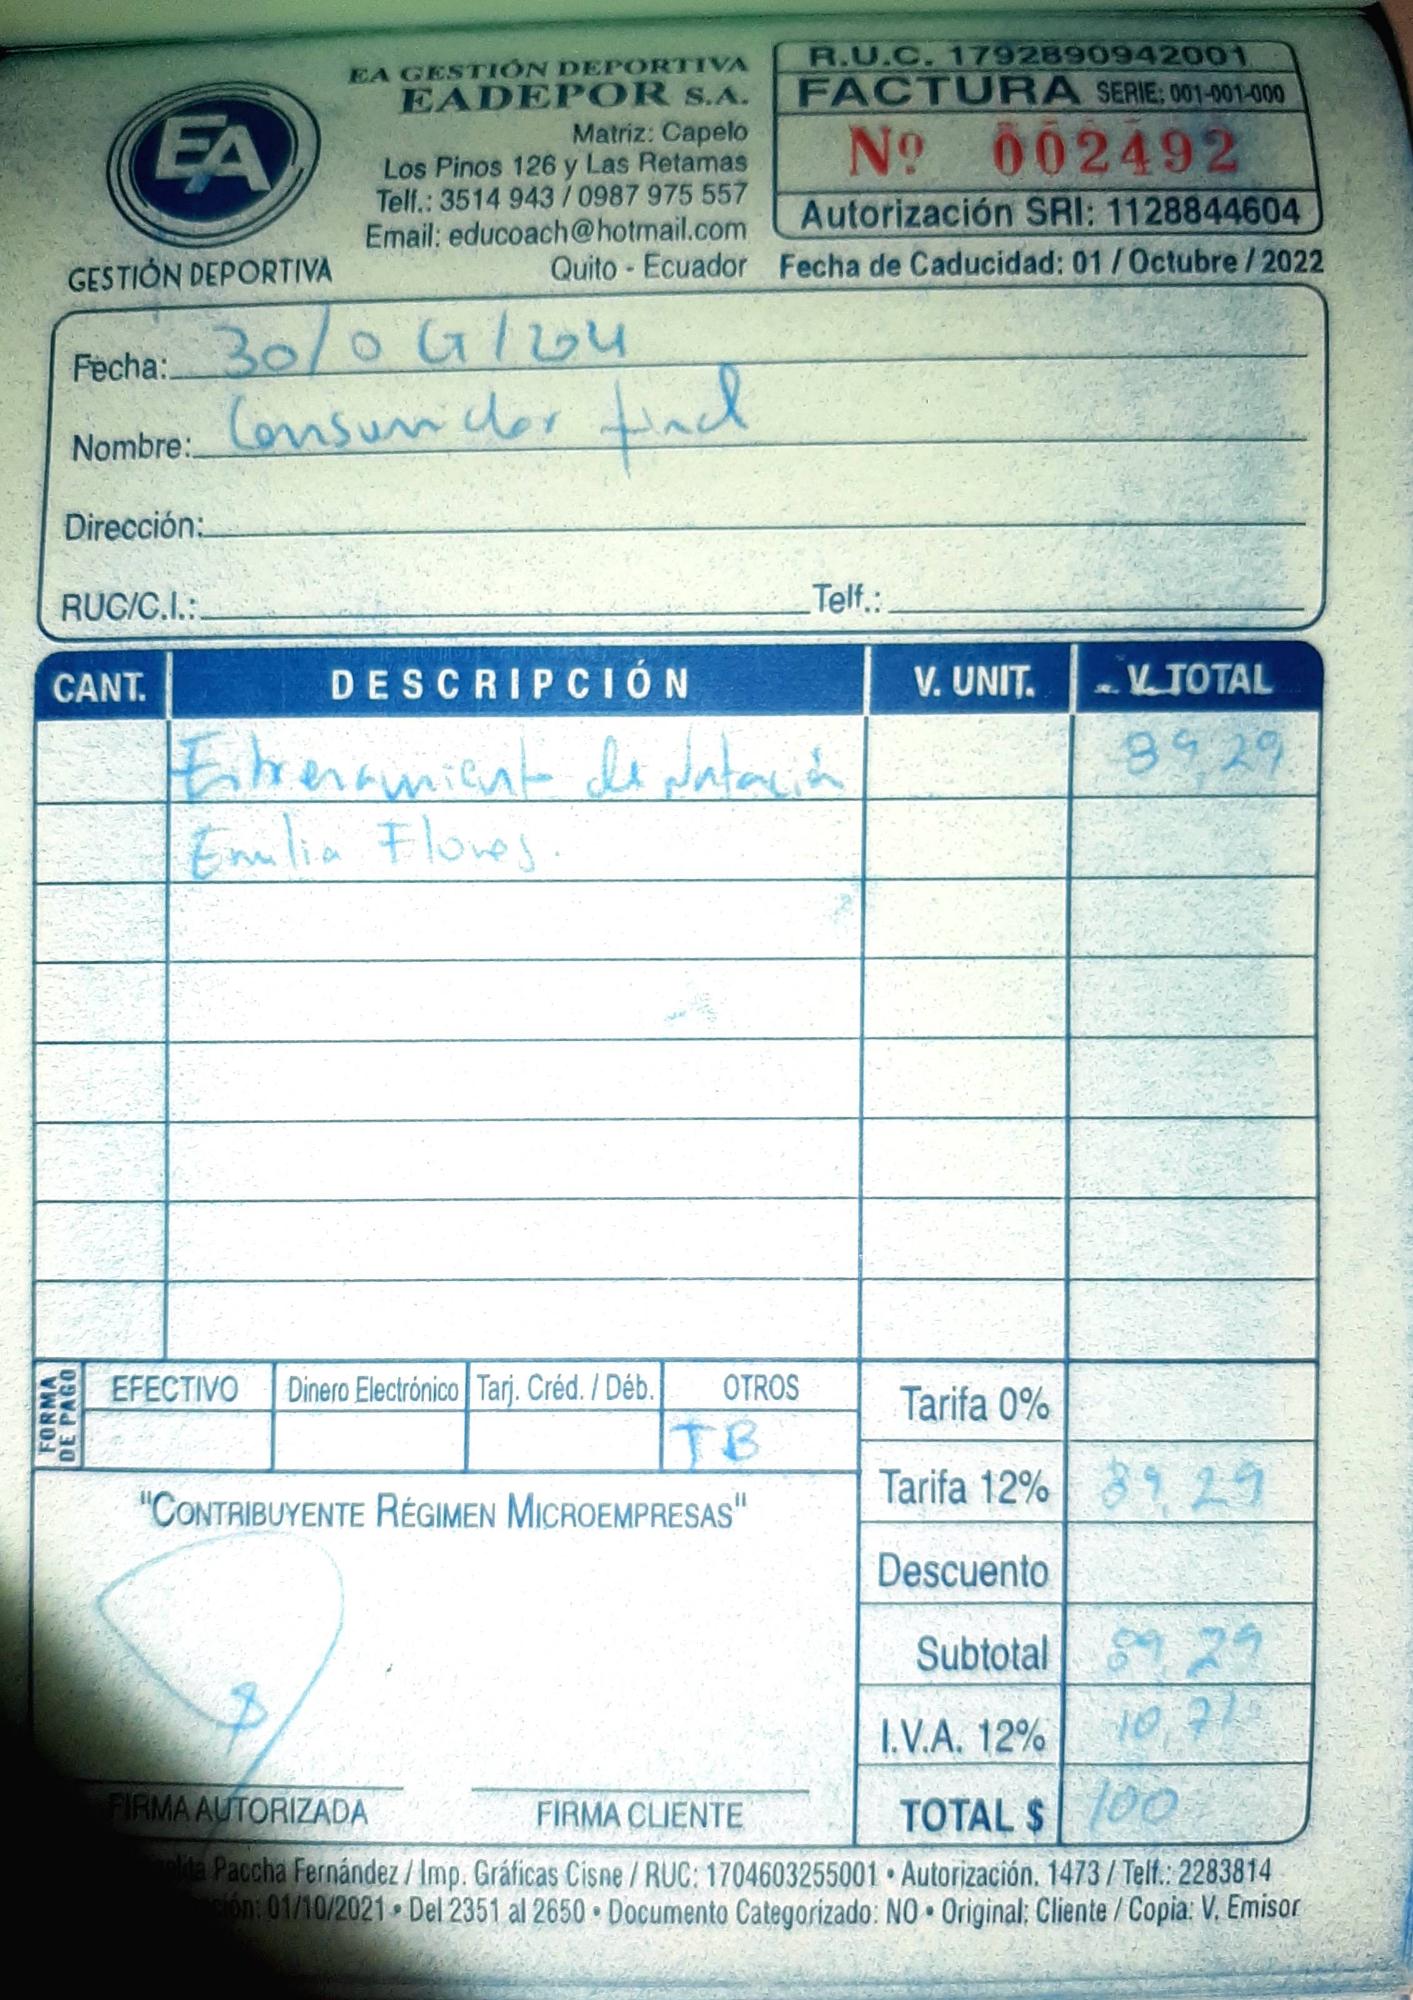 EA GESTIÓN DEPORTIVA
EADEPOR S.A.
Matriz: Capelo
Los Pinos 126 y Las Retamas
Telf.: 3514 943 / 0987 975 557
Email: educoach@hotmail.com
Quito - Ecuador
EA
GESTIÓN DEPORTIVA
R.U.C. 1792890942001
FACTURA SERIE: 001-001-000
Nº 002492
Autorización SRI: 1128844604
Fecha de Caducidad: 01 / Octubre / 2022
Fecha:
Nombre: Consumidor final
Dirección:
RUC/C.I.: Telf.:
CANT. DESCRIPCIÓN V. UNIT. V. TOTAL
Entrenamiento de Natación 89,29
Emilia Flores.
FORMA DE PAGO
EFECTIVO Dinero Electrónico Tarj. Créd. / Déb. OTROS
TB
Tarifa 0%
Tarifa 12% 89,29
Descuento
Subtotal 89,29
I.V.A. 12% 10,71
TOTAL $ 100
"CONTRIBUYENTE RÉGIMEN MICROEMPRESAS"
FIRMA AUTORIZADA FIRMA CLIENTE
Paccha Fernández / Imp. Gráficas Cisne / RUC: 1704603255001 • Autorización. 1473 / Telf.: 2283814
01/10/2021 • Del 2351 al 2650 • Documento Categorizado: NO • Original: Cliente / Copia: V. Emisor